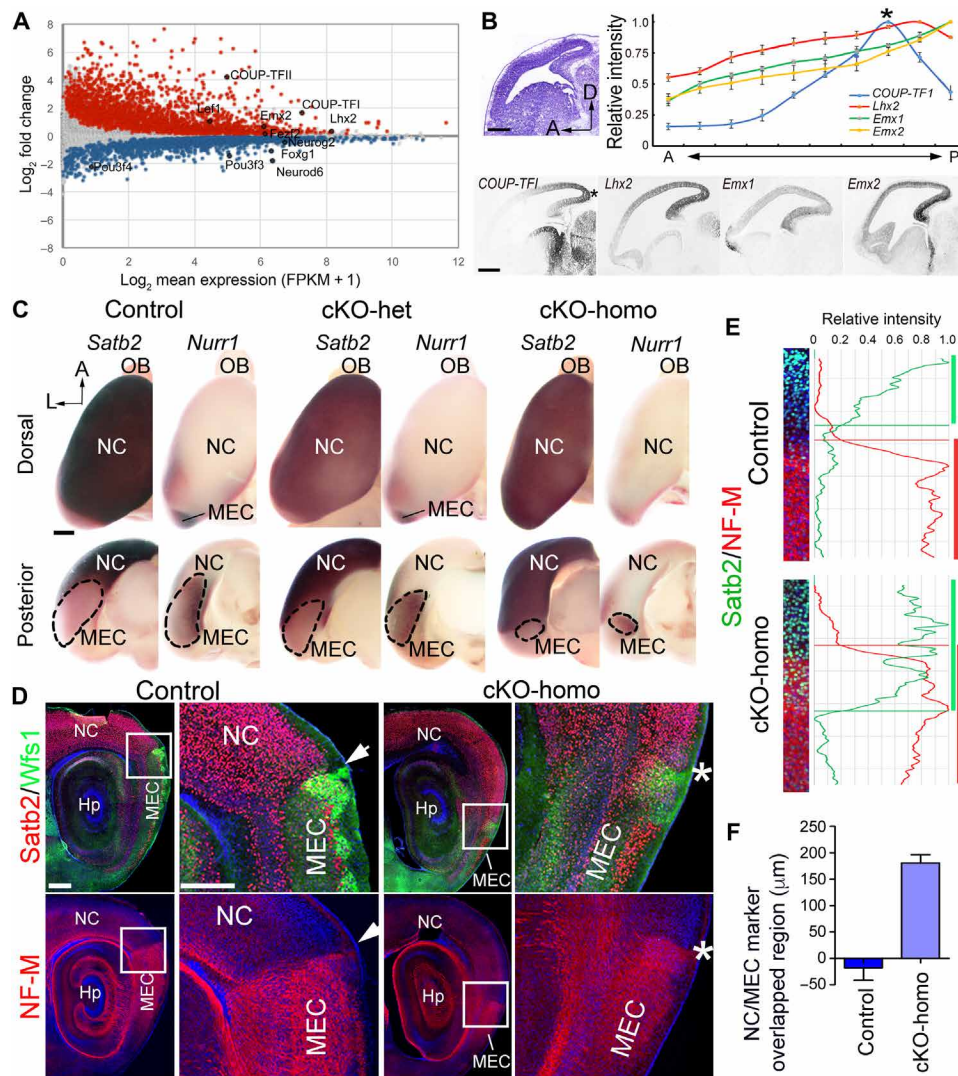 A
Log2 fold change
8
6
4
2
0
−2
−4
−6
−8
COUP-TFII
COUP-TFI
Lef1
Emx2
Lhx2
Fezf2
Neurog2
Foxg1
Pou3f4
Pou3f3
Neurod6
0 2 4 6 8 10 12
Log2 mean expression (FPKM + 1)
B
D
A
Relative intensity
1
0.75
0.5
0.25
0
*
COUP-TF1
Lhx2
Emx1
Emx2
A P
COUP-TFI Lhx2 Emx1 Emx2
*
C
Control cKO-het cKO-homo
Satb2 Nurr1 Satb2 Nurr1 Satb2 Nurr1
OB OB OB OB OB OB
A
L
Dorsal
NC NC NC NC NC NC
MEC MEC
Posterior
NC NC NC NC NC NC
MEC MEC MEC MEC MEC MEC
D
Control cKO-homo
Satb2/Wfs1
NC NC NC
Hp MEC MEC Hp MEC MEC
*
NF-M
NC NC NC
Hp MEC MEC Hp MEC MEC
*
E
Relative intensity
0 0.2 0.4 0.6 0.8 1.0
Satb2/NF-M
Control
cKO-homo
F
NC/MEC marker
overlapped region (μm)
250
200
150
100
50
0
−50
Control
cKO-homo